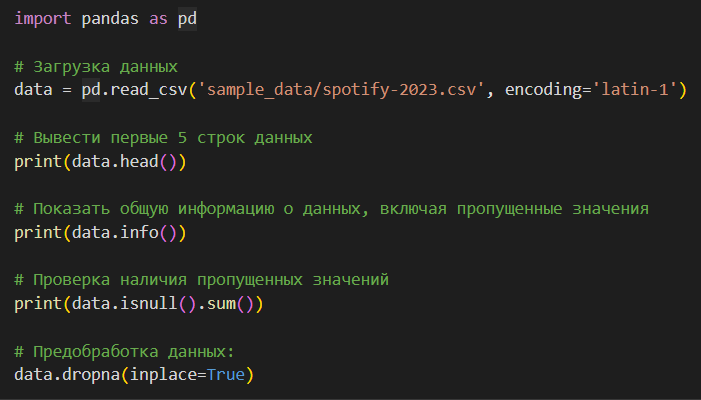 import pandas as pd
# Загрузка данных
data = pd.read_csv('sample_data/spotify-2023.csv', encoding='latin-1')
# Вывести первые 5 строк данных
print(data.head())
# Показать общую информацию о данных, включая пропущенные значения
print(data.info())
# Проверка наличия пропущенных значений
print(data.isnull().sum())
# Предобработка данных:
data.dropna(inplace=True)